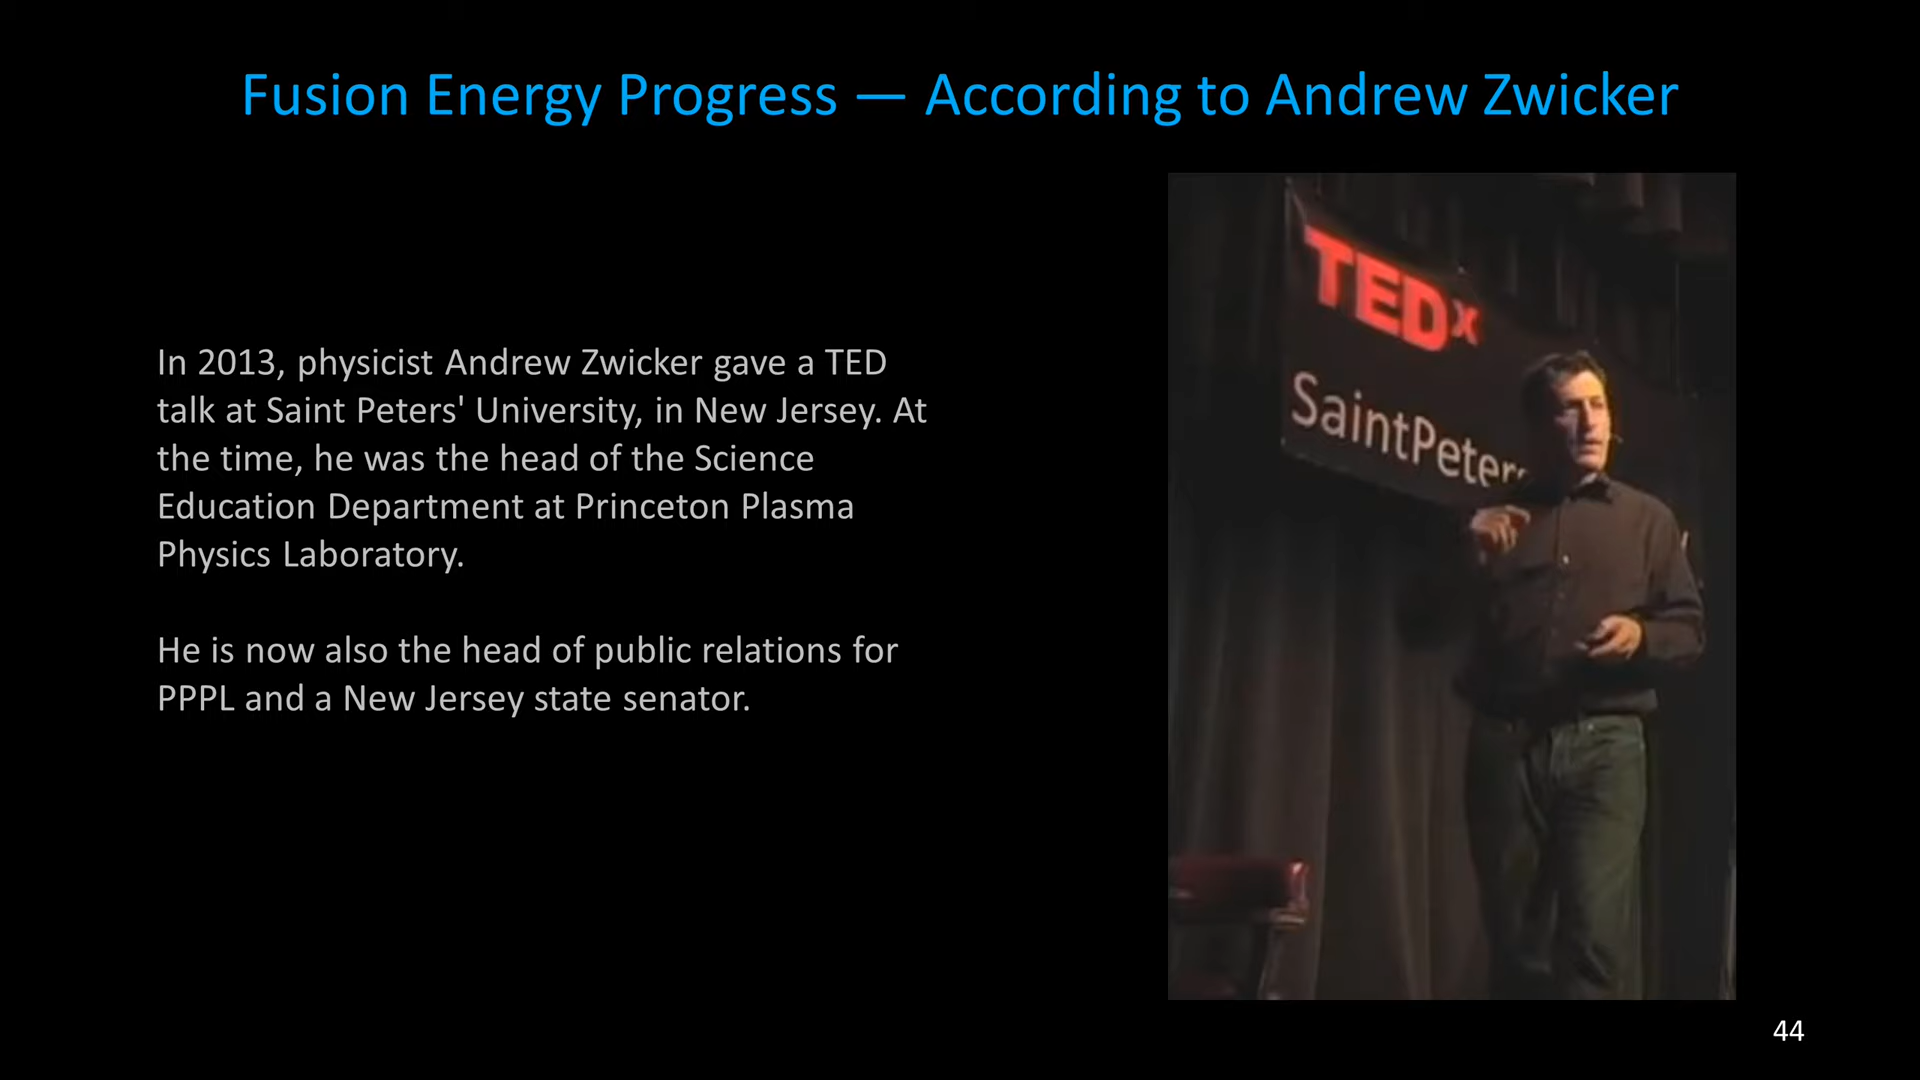 Fusion Energy Progress — According to Andrew Zwicker
In 2013, physicist Andrew Zwicker gave a TED
talk at Saint Peters' University, in New Jersey. At
the time, he was the head of the Science
Education Department at Princeton Plasma
Physics Laboratory.
He is now also the head of public relations for
PPPL and a New Jersey state senator.
TEDx
SaintPeters
44